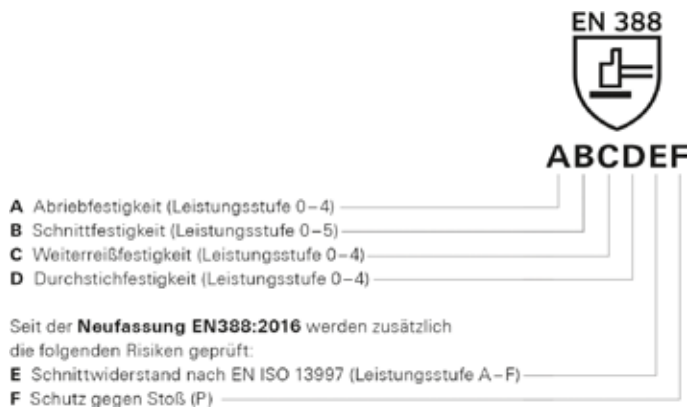 EN 388
ABCDEF
A Abriebfestigkeit (Leistungsstufe 0–4)
B Schnittfestigkeit (Leistungsstufe 0–5)
C Weiterreißfestigkeit (Leistungsstufe 0–4)
D Durchstichfestigkeit (Leistungsstufe 0–4)
Seit der Neufassung EN388:2016 werden zusätzlich
die folgenden Risiken geprüft:
E Schnittwiderstand nach EN ISO 13997 (Leistungsstufe A–F)
F Schutz gegen Stoß (P)